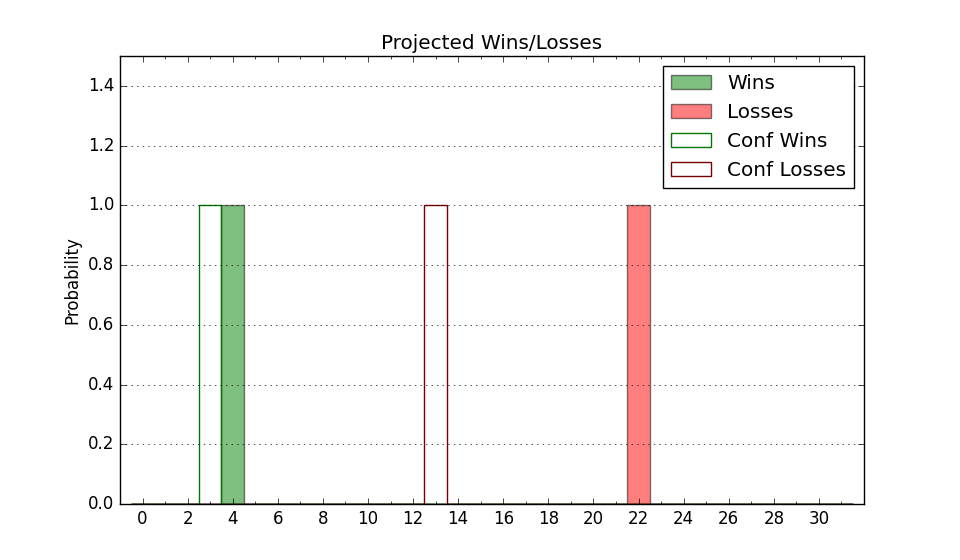 Projected Wins/Losses
Wins
Losses
Conf Wins
Conf Losses
Probability
1.4
1.2
1.0
0.8
0.6
0.4
0.2
0.0
0 2 4 6 8 10 12 14 16 18 20 22 24 26 28 30